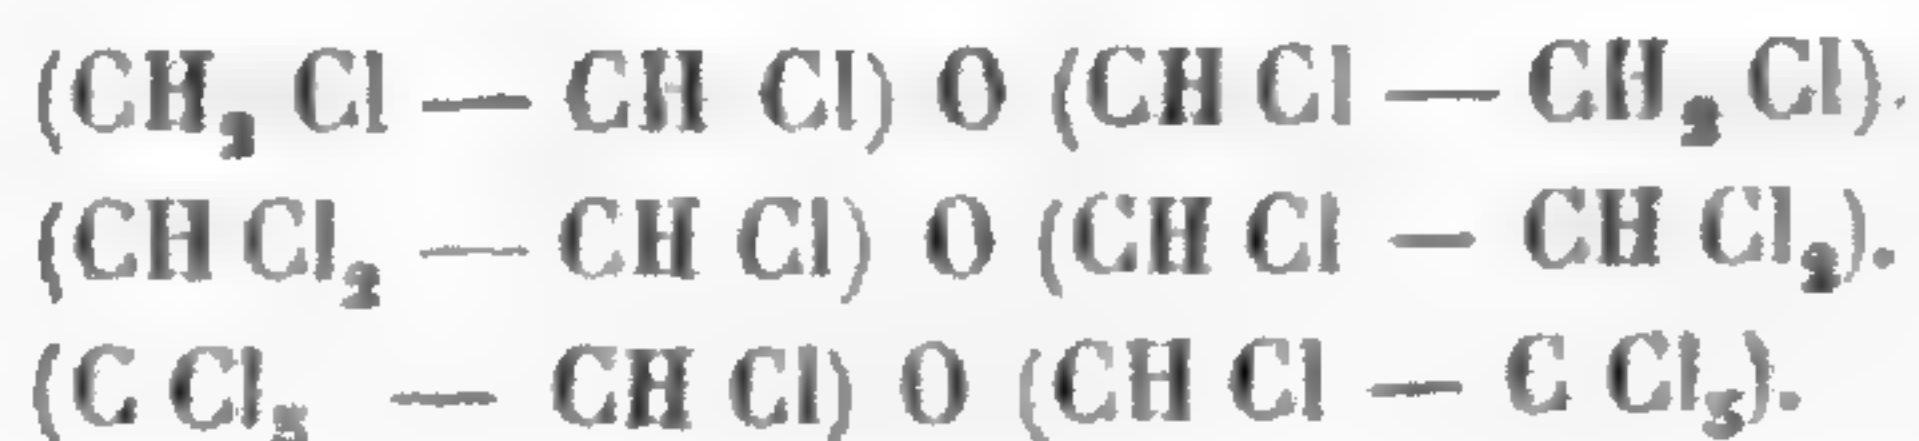 (CH₂ Cl — CH Cl) O (CH Cl — CH₂ Cl).
(CH Cl₂ — CH Cl) O (CH Cl — CH Cl₂).
(C Cl₃ — CH Cl) O (CH Cl — C Cl₃).